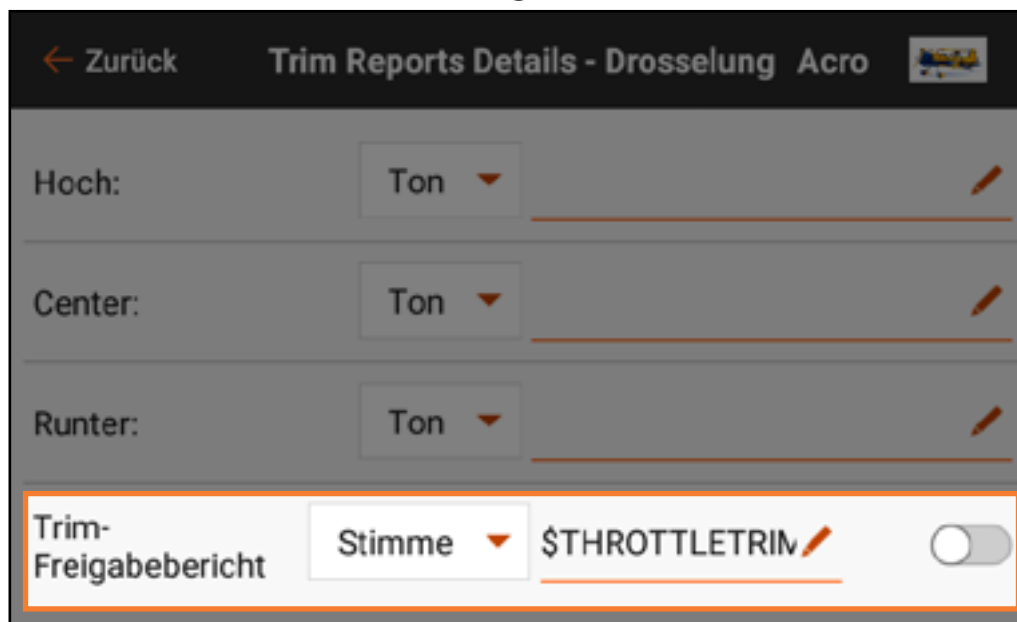 Zurück Trim Reports Details - Drosselung Acro
Hoch: Ton
Center: Ton
Runter: Ton
Trim-
Freigabebericht Stimme $THROTTLETRIM